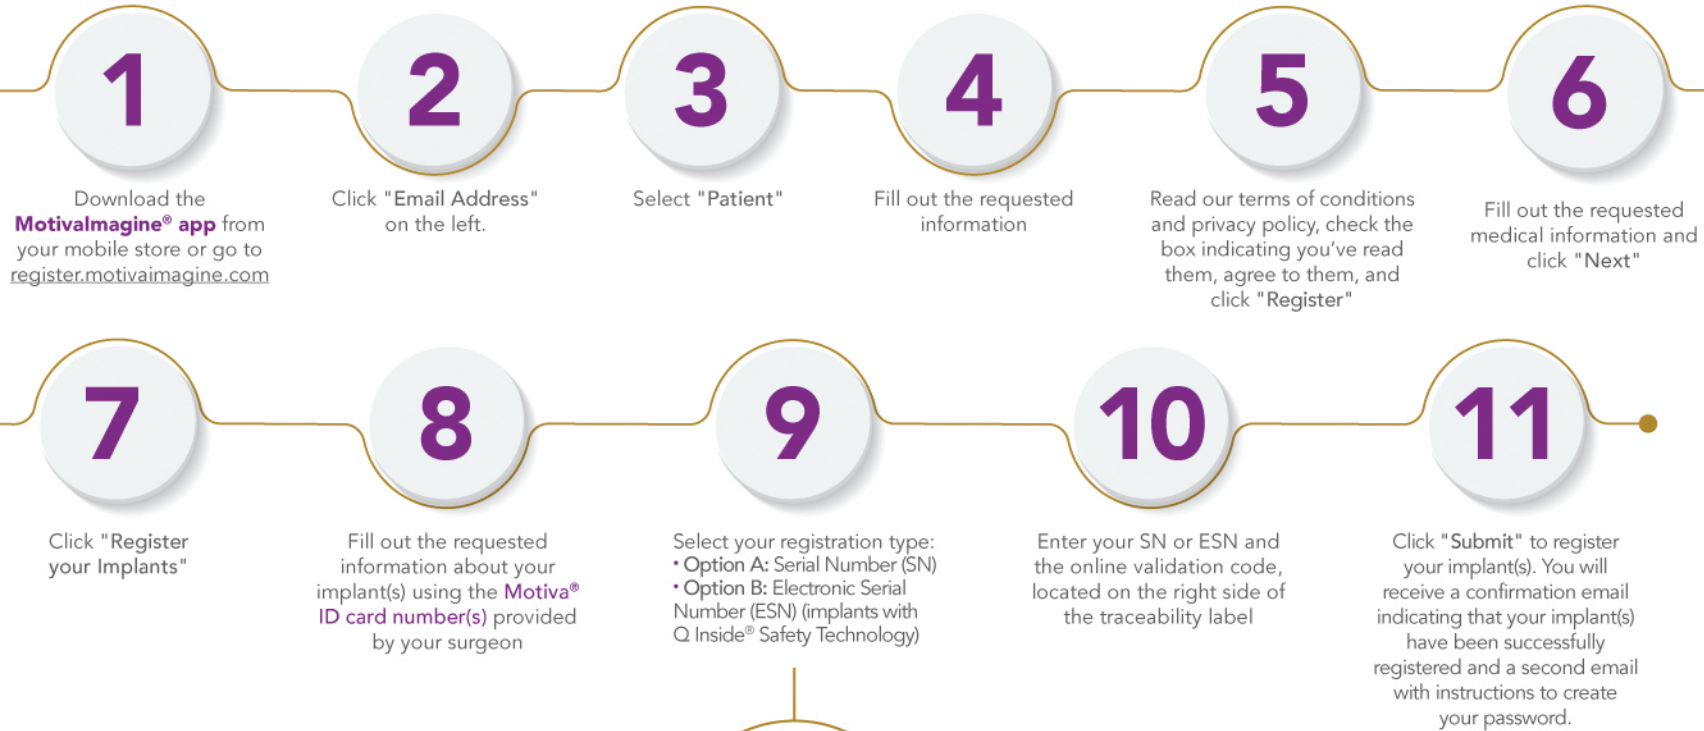 1
Download the
MotivaImagine® app from
your mobile store or go to
register.motivaimagine.com
2
Click "Email Address"
on the left.
3
Select "Patient"
4
Fill out the requested
information
5
Read our terms of conditions
and privacy policy, check the
box indicating you've read
them, agree to them, and
click "Register"
6
Fill out the requested
medical information and
click "Next"
7
Click "Register
your Implants"
8
Fill out the requested
information about your
implant(s) using the Motiva®
ID card number(s) provided
by your surgeon
9
Select your registration type:
• Option A: Serial Number (SN)
• Option B: Electronic Serial
Number (ESN) (implants with
Q Inside® Safety Technology)
10
Enter your SN or ESN and
the online validation code,
located on the right side of
the traceability label
11
Click "Submit" to register
your implant(s). You will
receive a confirmation email
indicating that your implant(s)
have been successfully
registered and a second email
with instructions to create
your password.